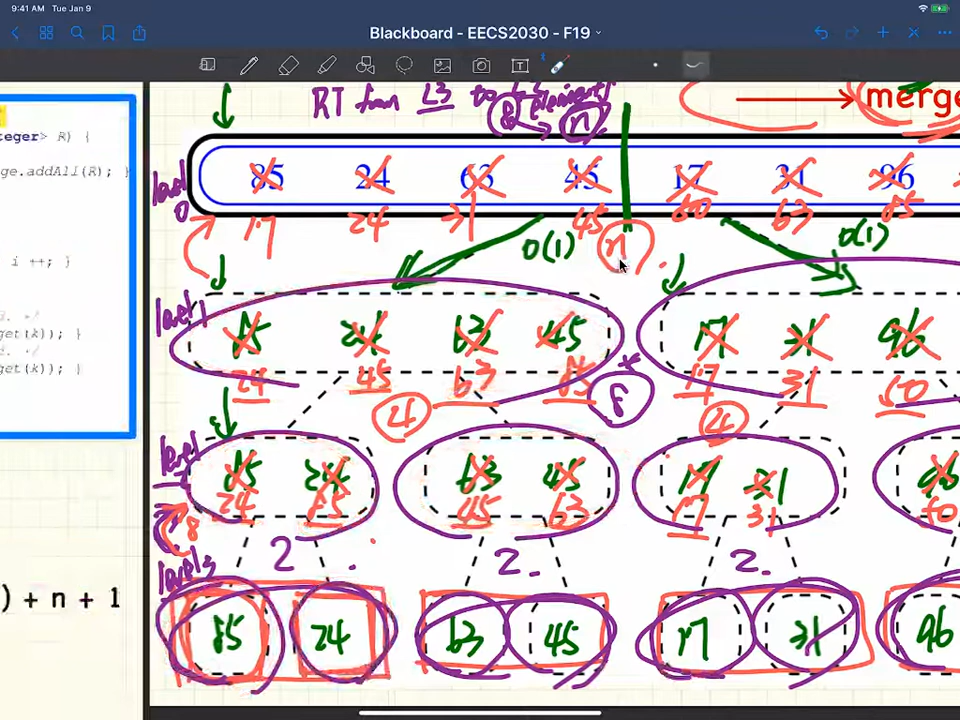 9:41 AM Tue Jan 9
Blackboard - EECS2030 - F19
teger> R) {
ge.addAll(R); }
i ++; }
get(k)); }
get(k)); }
) + n + 1
RT from L3 to
8 n
merge
level 0
85 24 63 45 17 31 96
17 24 31 45 60 63 85
O(1) n O(1)
level 1
85 24 63 45 17 31 96
24 45 63 85 17 31 60
4 8 4
level
85 24 63 45 17 31 96
24 85 45 63 17 31 60
8
2 2 2
level 3
85 24 63 45 17 31 96